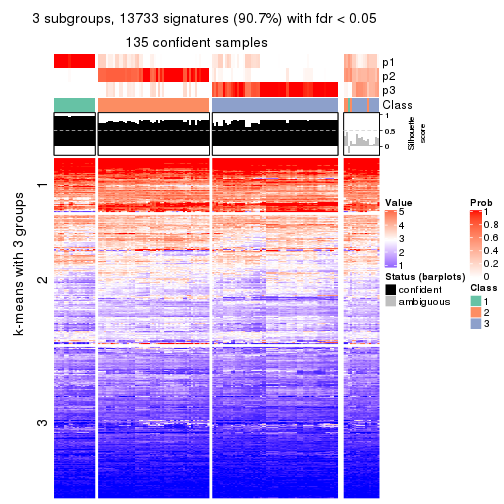 3 subgroups, 13733 signatures (90.7%) with fdr < 0.05
135 confident samples
p1
p2
p3
Class
1
0.5
0
Silhouette
score
k-means with 3 groups
1
2
3
Value
5
4
3
2
1
Status (barplots)
confident
ambiguous
Prob
1
0.8
0.6
0.4
0.2
0
Class
1
2
3